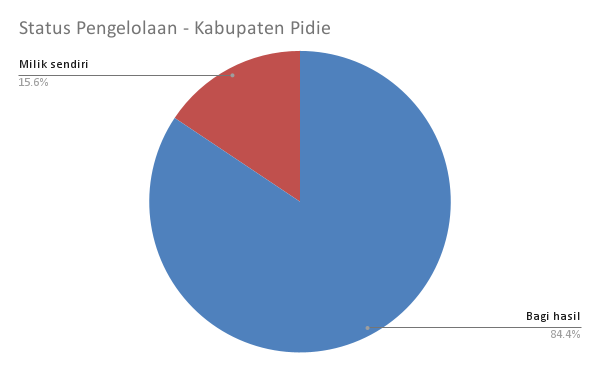 Status Pengelolaan - Kabupaten Pidie
Milik sendiri
15.6%
Bagi hasil
84.4%